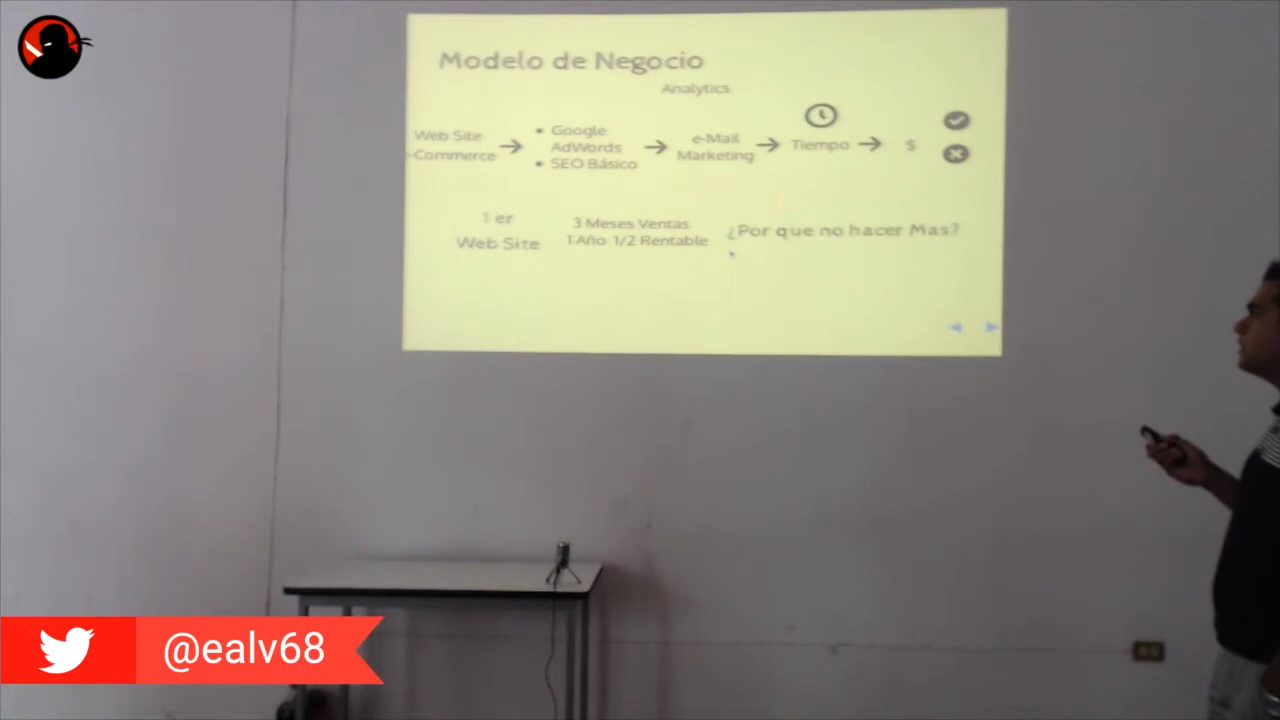 Modelo de Negocio
Analytics
Web Site
-Commerce
• Google
AdWords
• SEO Básico
e-Mail
Marketing
Tiempo
$
1 er
Web Site
3 Meses Ventas
1 Año 1/2 Rentable
¿Por que no hacer Mas?
@ealv68